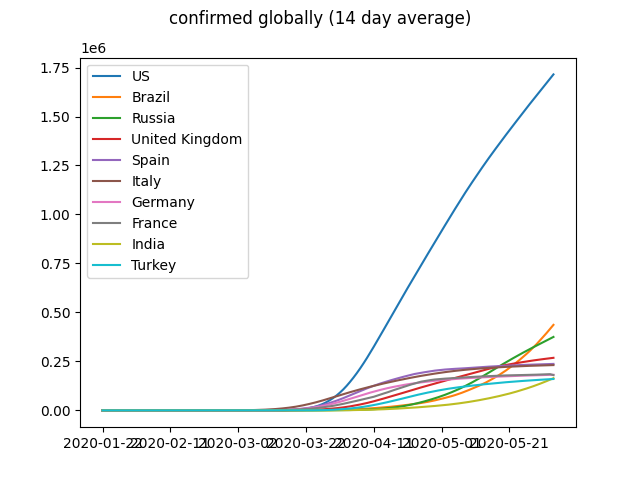 confirmed globally (14 day average)
1e6
1.75
1.50
1.25
1.00
0.75
0.50
0.25
0.00
US
Brazil
Russia
United Kingdom
Spain
Italy
Germany
France
India
Turkey
2020-01-22 2020-02-11 2020-03-02 2020-03-22 2020-04-11 2020-05-01 2020-05-21